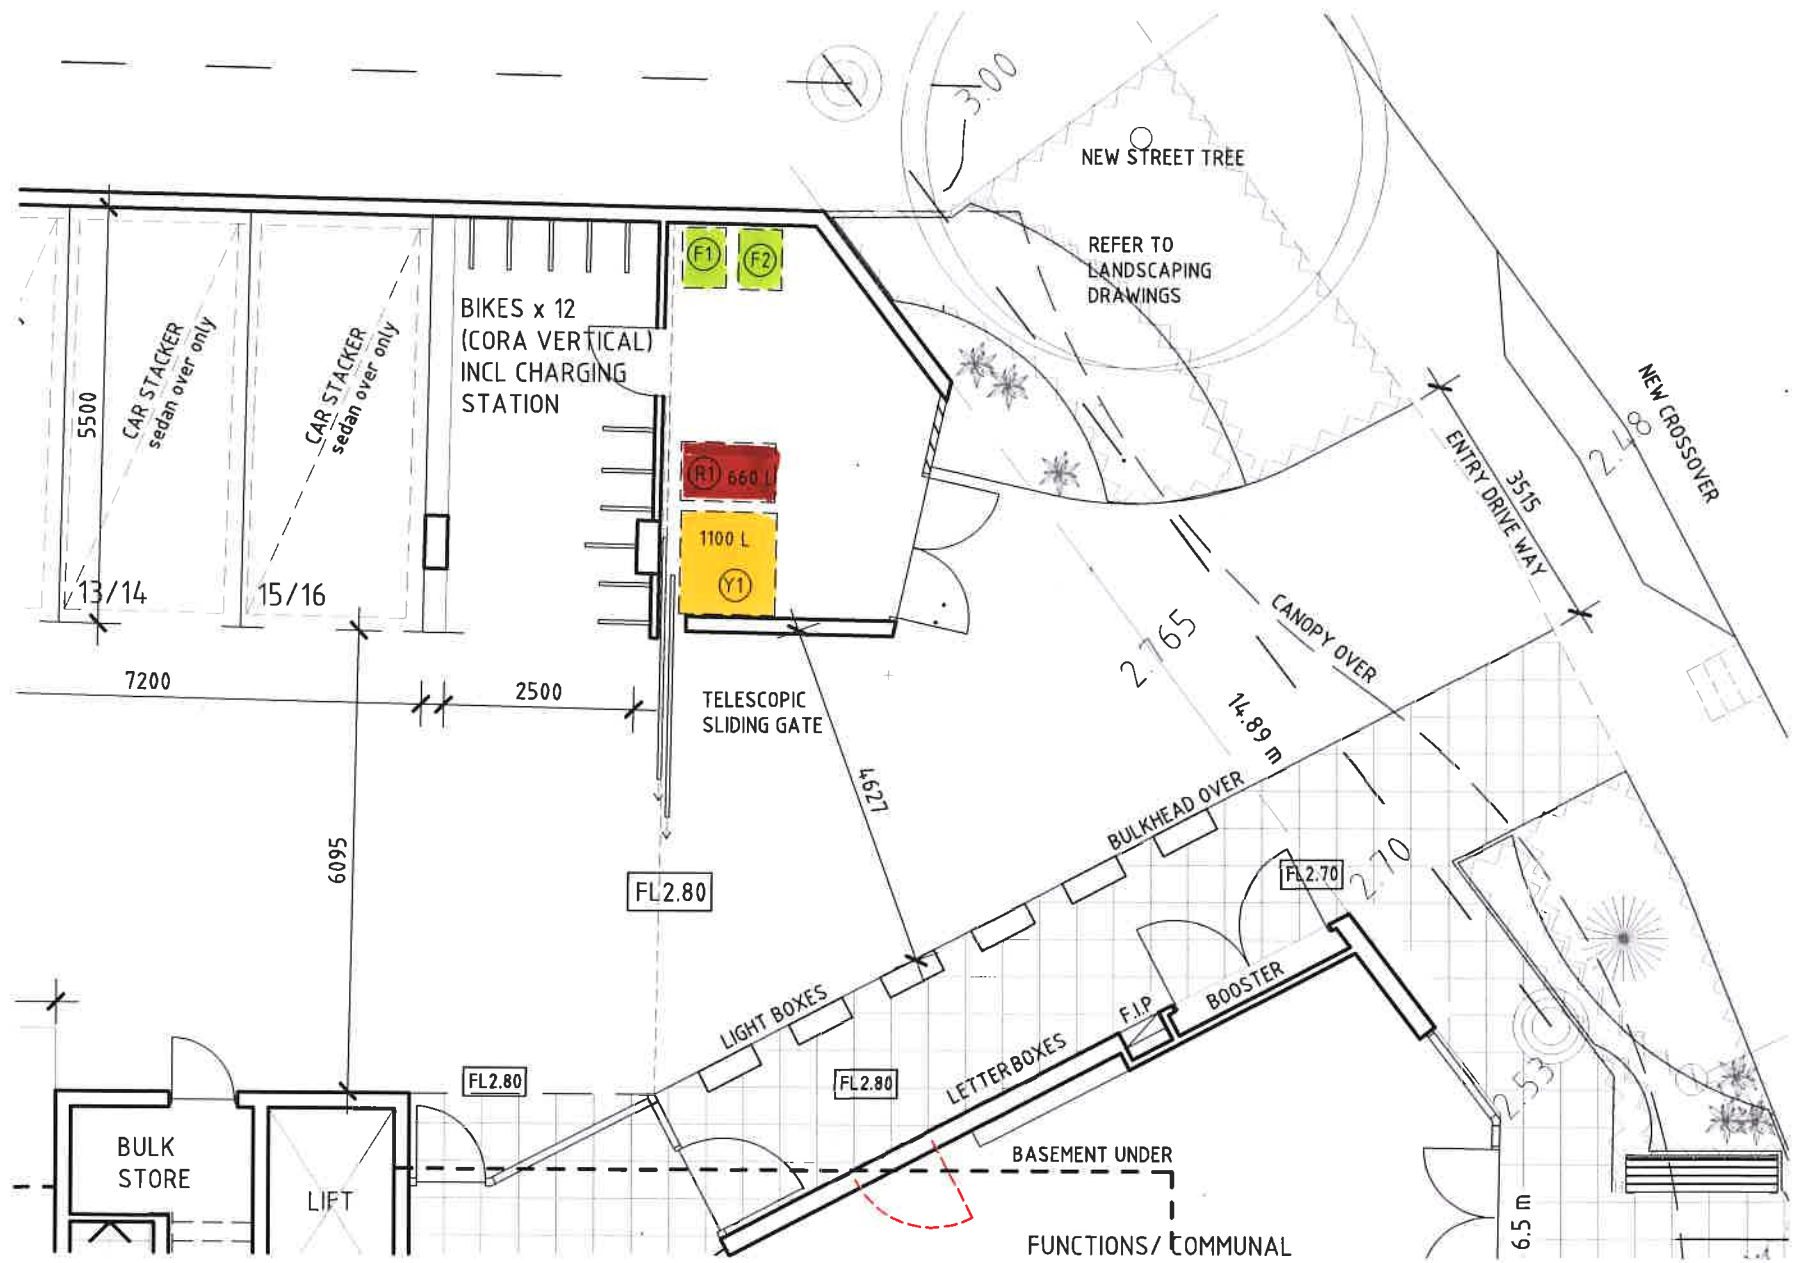 3.00
NEW STREET TREE
REFER TO
LANDSCAPING
DRAWINGS
F1
F2
BIKES x 12
(CORA VERTICAL)
INCL CHARGING
STATION
CAR STACKER
sedan over only
CAR STACKER
sedan over only
5500
13/14
15/16
R1 660 L
1100 L
Y1
NEW CROSSOVER
2.48
3515
ENTRY DRIVE WAY
CANOPY OVER
2.765
14.89 m
7200
2500
TELESCOPIC
SLIDING GATE
4627
6095
BULKHEAD OVER
FL2.70
2.70
FL2.80
LIGHT BOXES
F.I.P
BOOSTER
LETTERBOXES
FL2.80
FL2.80
2.53
BULK
STORE
LIFT
BASEMENT UNDER
FUNCTIONS/ COMMUNAL
6.5 m